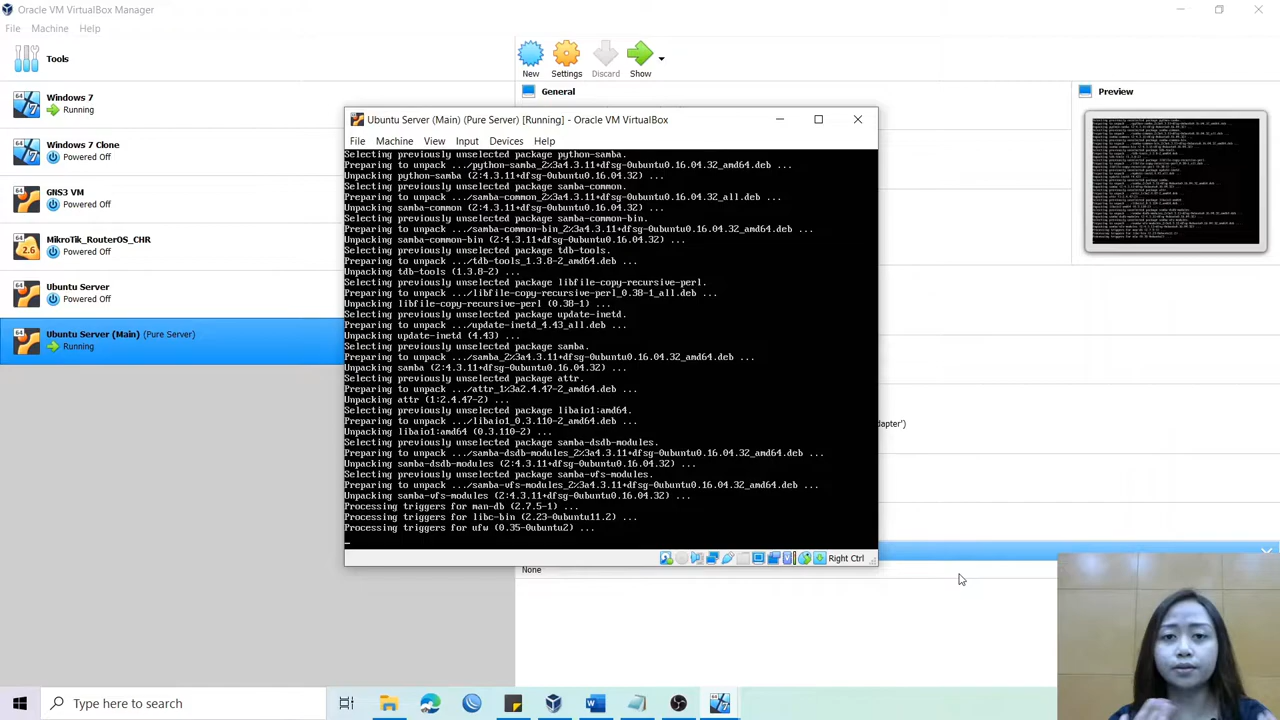 Oracle VM VirtualBox Manager
File Machine Help
Tools
New
Settings
Discard
Show
General
Preview
Windows 7
Running
Windows 7 Clone
Powered Off
GNS3 VM
Powered Off
MikroTik_RouterOS_CHR
Powered Off
Ubuntu Server
Powered Off
Ubuntu Server (Main) (Pure Server)
Running
Ubuntu Server (Main) (Pure Server) [Running] - Oracle VM VirtualBox
File Machine View Input Devices Help
Selecting previously unselected package python-samba.
Preparing to unpack .../python-samba_2%3a4.3.11+dfsg-0ubuntu0.16.04.32_amd64.deb ...
Unpacking python-samba (2:4.3.11+dfsg-0ubuntu0.16.04.32) ...
Selecting previously unselected package samba-common.
Preparing to unpack .../samba-common_2%3a4.3.11+dfsg-0ubuntu0.16.04.32_all.deb ...
Unpacking samba-common (2:4.3.11+dfsg-0ubuntu0.16.04.32) ...
Selecting previously unselected package samba-common-bin.
Preparing to unpack .../samba-common-bin_2%3a4.3.11+dfsg-0ubuntu0.16.04.32_amd64.deb ...
Unpacking samba-common-bin (2:4.3.11+dfsg-0ubuntu0.16.04.32) ...
Selecting previously unselected package tdb-tools.
Preparing to unpack .../tdb-tools_1.3.8-2_amd64.deb ...
Unpacking tdb-tools (1.3.8-2) ...
Selecting previously unselected package libfile-copy-recursive-perl.
Preparing to unpack .../libfile-copy-recursive-perl_0.38-1_all.deb ...
Unpacking libfile-copy-recursive-perl (0.38-1) ...
Selecting previously unselected package update-inetd.
Preparing to unpack .../update-inetd_4.43_all.deb ...
Unpacking update-inetd (4.43) ...
Selecting previously unselected package samba.
Preparing to unpack .../samba_2%3a4.3.11+dfsg-0ubuntu0.16.04.32_amd64.deb ...
Unpacking samba (2:4.3.11+dfsg-0ubuntu0.16.04.32) ...
Selecting previously unselected package attr.
Preparing to unpack .../attr_1%3a2.4.47-2_amd64.deb ...
Unpacking attr (1:2.4.47-2) ...
Selecting previously unselected package libaio1:amd64.
Preparing to unpack .../libaio1_0.3.110-2_amd64.deb ...
Unpacking libaio1:amd64 (0.3.110-2) ...
Selecting previously unselected package samba-dsdb-modules.
Preparing to unpack .../samba-dsdb-modules_2%3a4.3.11+dfsg-0ubuntu0.16.04.32_amd64.deb ...
Unpacking samba-dsdb-modules (2:4.3.11+dfsg-0ubuntu0.16.04.32) ...
Selecting previously unselected package samba-vfs-modules.
Preparing to unpack .../samba-vfs-modules_2%3a4.3.11+dfsg-0ubuntu0.16.04.32_amd64.deb ...
Unpacking samba-vfs-modules (2:4.3.11+dfsg-0ubuntu0.16.04.32) ...
Processing triggers for man-db (2.7.5-1) ...
Processing triggers for libc-bin (2.23-0ubuntu11.2) ...
Processing triggers for ufw (0.35-0ubuntu2) ...
Right Ctrl
dapter')
None
Type here to search